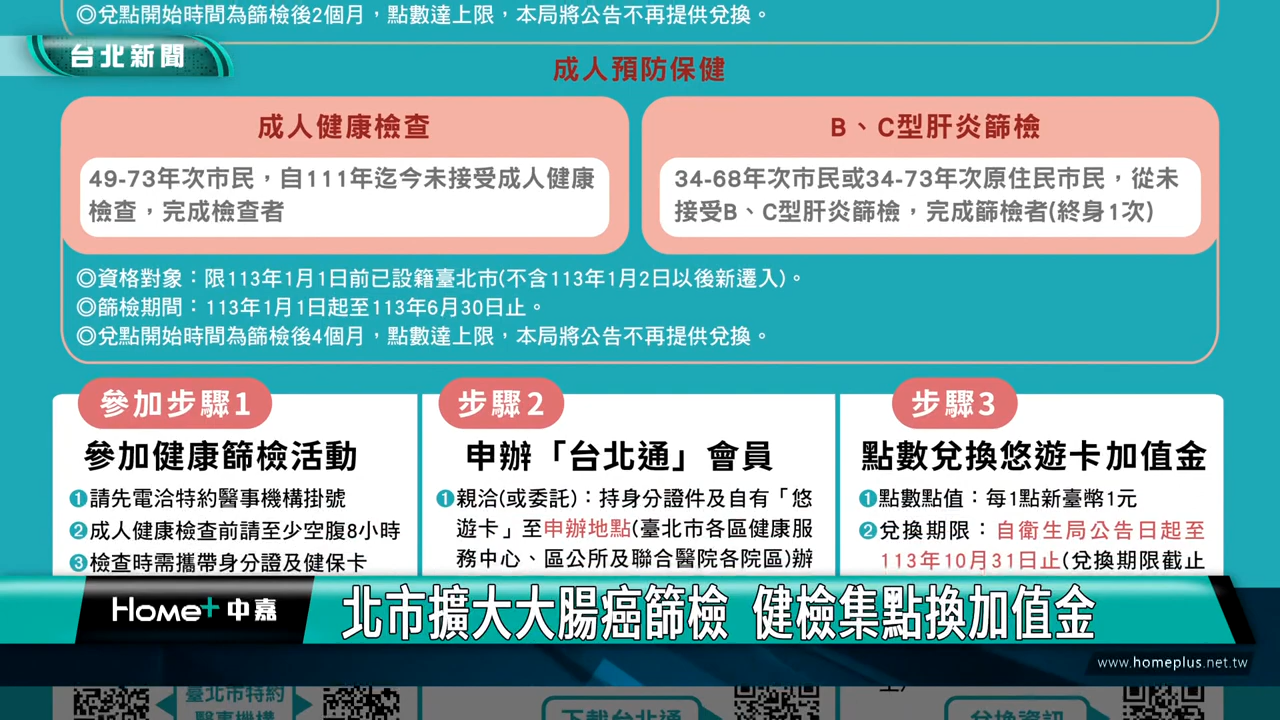 ◎兌點開始時間為篩檢後2個月，點數達上限，本局將公告不再提供兌換。
台北新聞
成人預防保健
成人健康檢查
49-73年次市民，自111年迄今未接受成人健康
檢查，完成檢查者
B、C型肝炎篩檢
34-68年次市民或34-73年次原住民市民，從未
接受B、C型肝炎篩檢，完成篩檢者(終身1次)
◎資格對象：限113年1月1日前已設籍臺北市(不含113年1月2日以後新遷入)。
◎篩檢期間：113年1月1日起至113年6月30日止。
◎兌點開始時間為篩檢後4個月，點數達上限，本局將公告不再提供兌換。
參加步驟1
參加健康篩檢活動
❶請先電洽特約醫事機構掛號
❷成人健康檢查前請至少空腹8小時
❸檢查時需攜帶身分證及健保卡
步驟2
申辦「台北通」會員
❶親洽(或委託)：持身分證件及自有「悠
遊卡」至申辦地點(臺北市各區健康服
務中心、區公所及聯合醫院各院區)辦
步驟3
點數兌換悠遊卡加值金
❶點數點值：每1點新臺幣1元
❷兌換期限：自衛生局公告日起至
113年10月31日止(兌換期限截止
Home+中嘉
北市擴大大腸癌篩檢 健檢集點換加值金
www.homeplus.net.tw
臺北市特約
醫事機構
下載台北通
兌換資訊